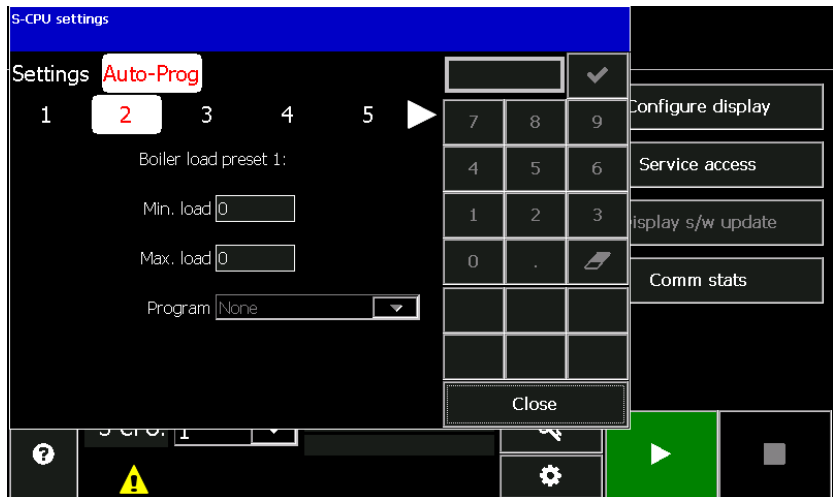 S-CPU settings
Settings Auto-Prog
1 2 3 4 5
Boiler load preset 1:
Min. load 0
Max. load 0
Program None
7 8 9
4 5 6
1 2 3
0 .
Close
Configure display
Service access
Display s/w update
Comm stats
S-CPU: 1
?